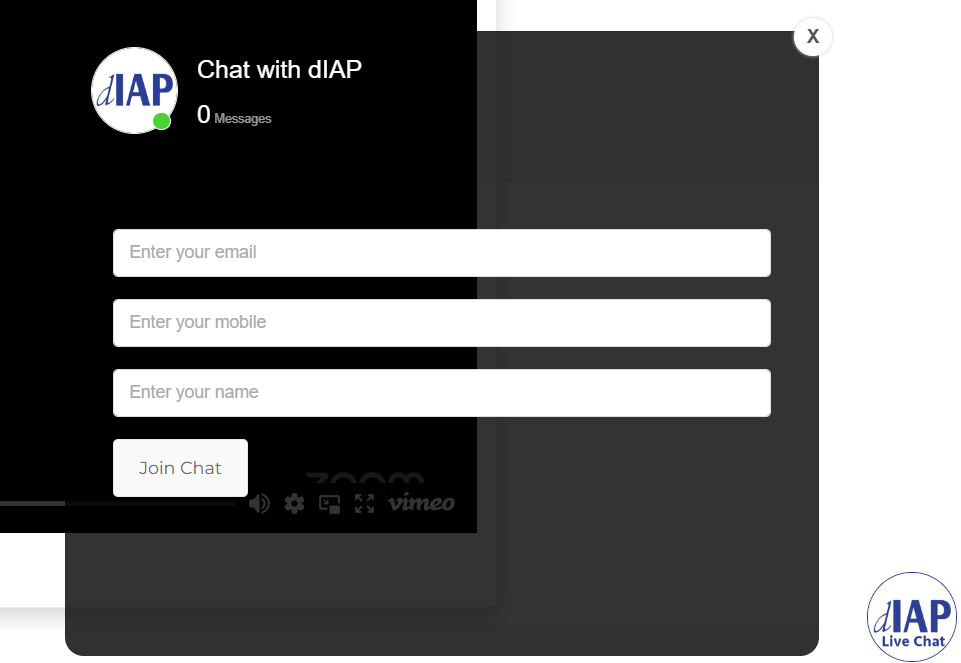 X
dIAP
Chat with dIAP
0 Messages
Enter your email
Enter your mobile
Enter your name
Join Chat
zoom
vimeo
dIAP
Live Chat